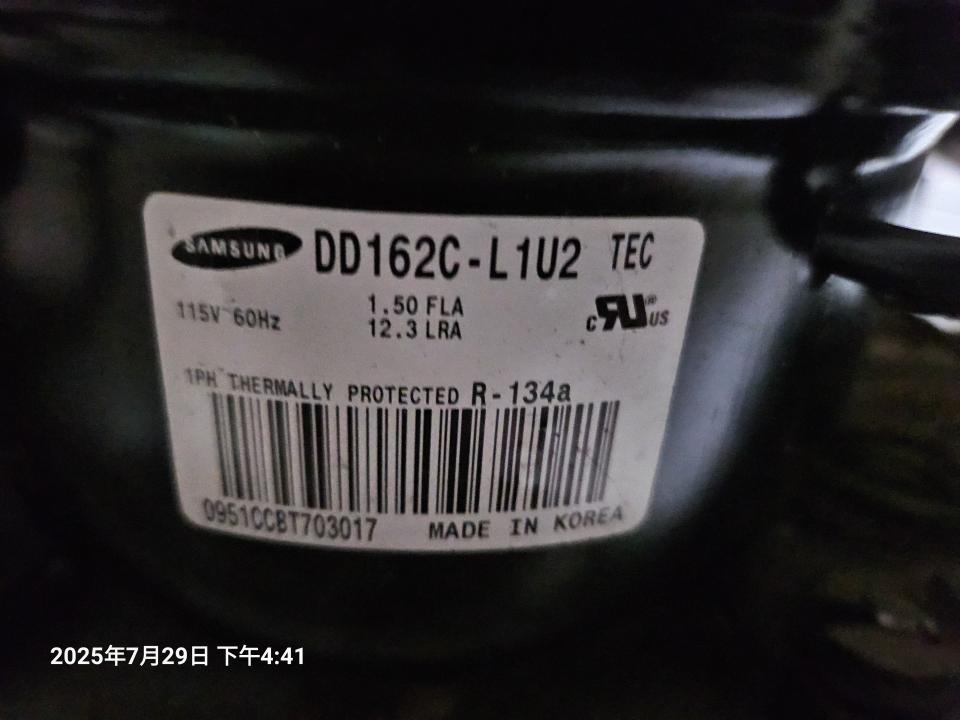 SAMSUNG DD162C-L1U2 TEC
115V 60Hz 1.50 FLA
12.3 LRA
c RU ® US
1PH THERMALLY PROTECTED R-134a
0951CCBT703017 MADE IN KOREA
2025年7月29日 下午4:41